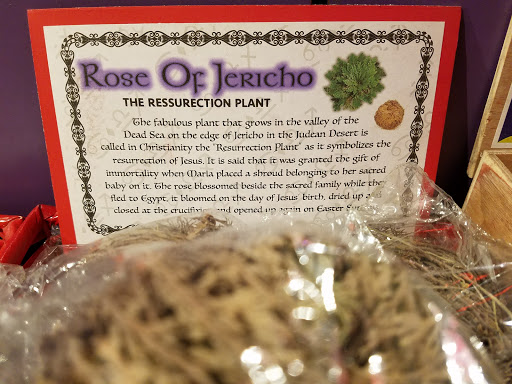 Rose Of Jericho
THE RESSURECTION PLANT
The fabulous plant that grows in the valley of the
Dead Sea on the edge of Jericho in the Judean Desert is
called in Christianity the "Resurrection Plant" as it symbolizes the
resurrection of Jesus. It is said that it was granted the gift of
immortality when Maria placed a shroud belonging to her sacred
baby on it. The rose blossomed beside the sacred family while they
fled to Egypt, it bloomed on the day of Jesus' birth, dried up and
closed at the crucifixion and opened up again on Easter